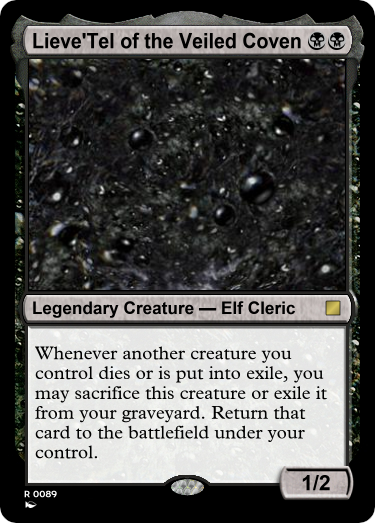 Lieve'Tel of the Veiled Coven
Legendary Creature — Elf Cleric
Whenever another creature you
control dies or is put into exile, you
may sacrifice this creature or exile it
from your graveyard. Return that
card to the battlefield under your
control.
1/2
R 0089